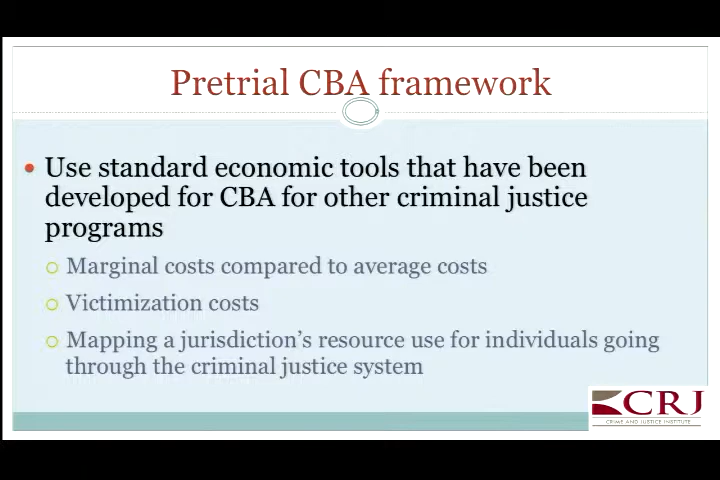 Pretrial CBA framework
• Use standard economic tools that have been
developed for CBA for other criminal justice
programs
○ Marginal costs compared to average costs
○ Victimization costs
○ Mapping a jurisdiction's resource use for individuals going
through the criminal justice system
CRJ
CRIME AND JUSTICE INSTITUTE